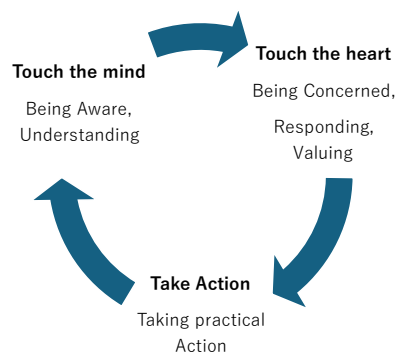 Touch the mind
Being Aware,
Understanding
Touch the heart
Being Concerned,
Responding,
Valuing
Take Action
Taking practical
Action